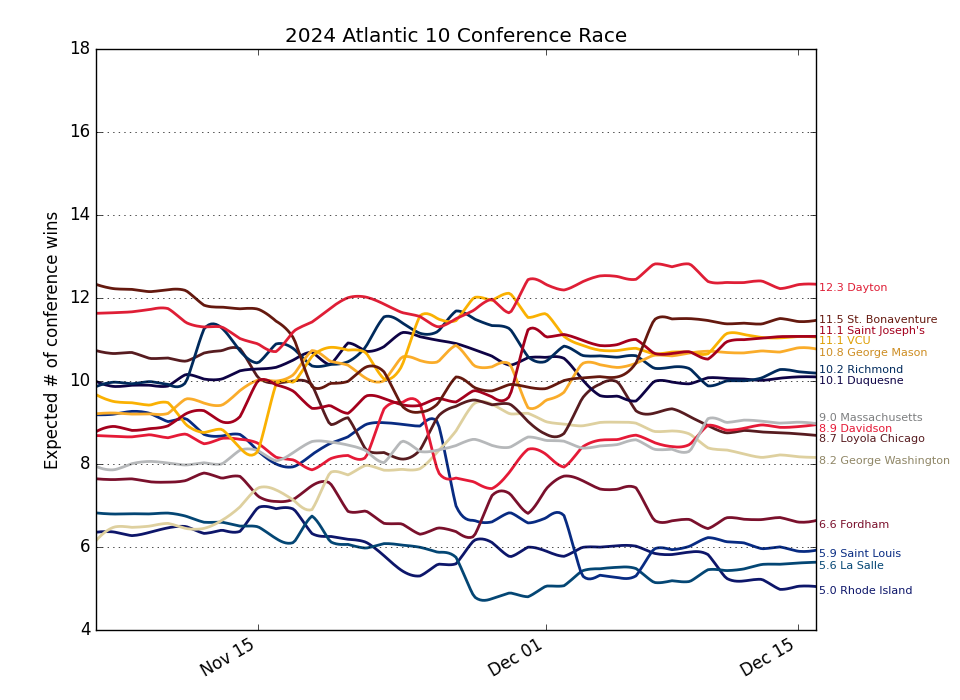 2024 Atlantic 10 Conference Race
Expected # of conference wins
18
16
14
12
10
8
6
4
Nov 15
Dec 01
Dec 15
12.3 Dayton
11.5 St. Bonaventure
11.1 Saint Joseph's
11.1 VCU
10.8 George Mason
10.2 Richmond
10.1 Duquesne
9.0 Massachusetts
8.9 Davidson
8.7 Loyola Chicago
8.2 George Washington
6.6 Fordham
5.9 Saint Louis
5.6 La Salle
5.0 Rhode Island